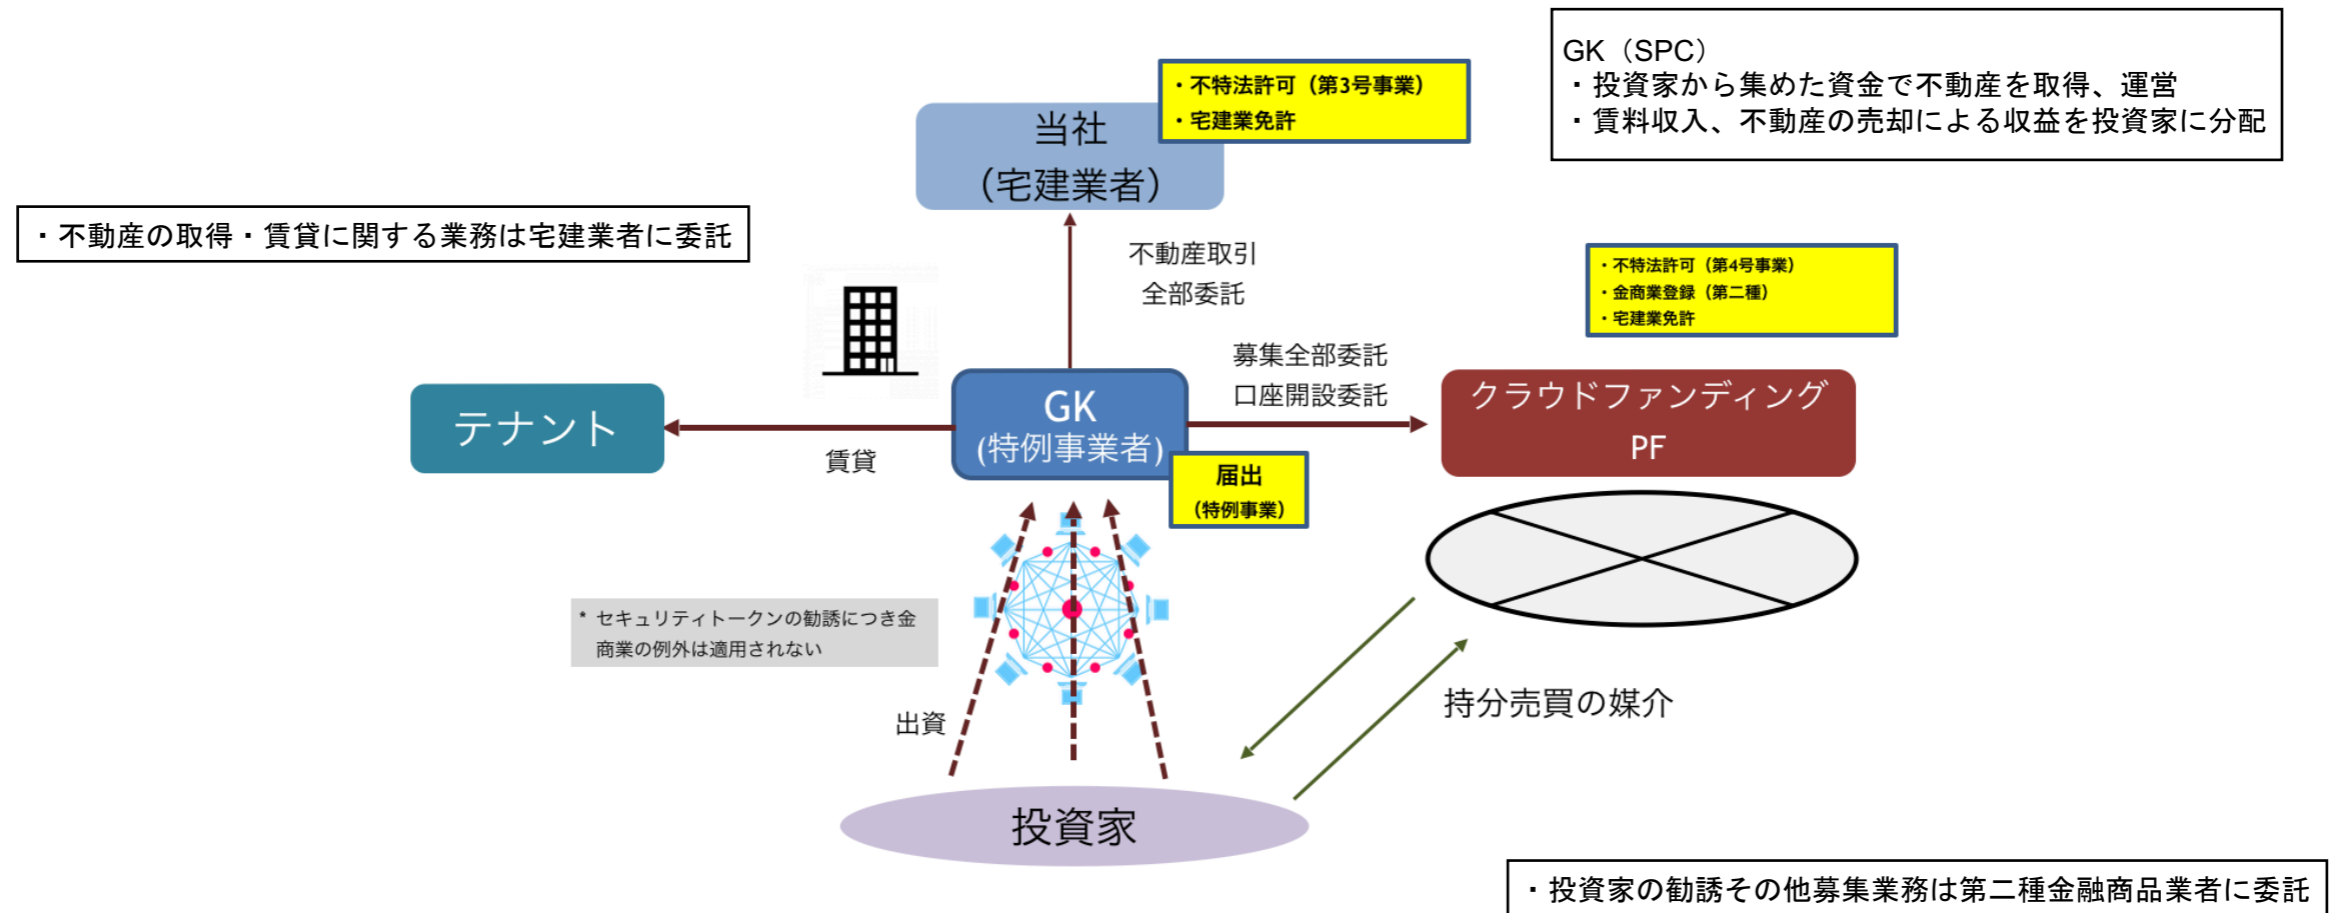 GK（SPC）
・投資家から集めた資金で不動産を取得、運営
・賃料収入、不動産の売却による収益を投資家に分配
・不特法許可（第3号事業）
・宅建業免許
当社
（宅建業者）
・不動産の取得・賃貸に関する業務は宅建業者に委託
不動産取引
全部委託
・不特法許可（第4号事業）
・金商業登録（第二種）
・宅建業免許
募集全部委託
口座開設委託
テナント
賃貸
GK
(特例事業者)
クラウドファンディング
PF
届出
（特例事業）
* セキュリティトークンの勧誘につき金
商業の例外は適用されない
出資
持分売買の媒介
投資家
・投資家の勧誘その他募集業務は第二種金融商品業者に委託